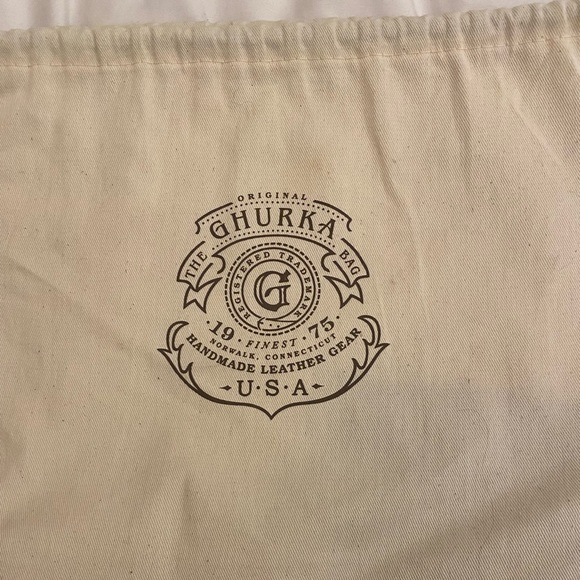 ORIGINAL
GHURKA
THE BAG
REGISTERED TRADEMARK
G
19 · 75
· FINEST ·
NORWALK, CONNECTICUT
HANDMADE LEATHER GEAR
· U·S·A ·